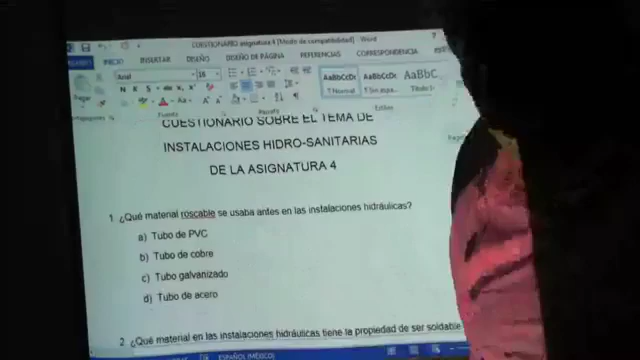 CUESTIONARIO asignatura 4 [Modo de compatibilidad] - Word
INICIO INSERTAR DISEÑO DISEÑO DE PÁGINA REFERENCIAS CORRESPONDENCIA
Arial 16
Pegar
N K S abc
Fuente Párrafo Estilos
AaBbCcDc AaBbCcDc AaBbC
¶ Normal ¶ Sin espa... Título 1
CUESTIONARIO SOBRE EL TEMA DE
INSTALACIONES HIDRO-SANITARIAS
DE LA ASIGNATURA 4
1 ¿Qué material roscable se usaba antes en las instalaciones hidráulicas?
a) Tubo de PVC
b) Tubo de cobre
c) Tubo galvanizado
d) Tubo de acero
2 ¿Qué material en las instalaciones hidráulicas tiene la propiedad de ser soldable
ESPAÑOL (MÉXICO)